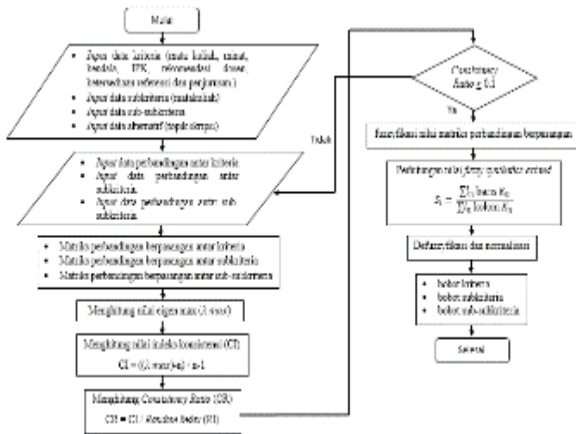 Mulai
• Input data kriteria (mata kuliah, minat,
kendala, IPK, rekomendasi dosen,
ketersediaan referensi dan penjurusan)
• Input data subkriteria (matakuliah)
• Input data sub-subkriteria
• Input data alternatif (topik skripsi)
• Input data perbandingan antar kriteria
• Input data perbandingan antar
subkriteria
• Input data perbandingan antar sub
subkriteria
• Matriks perbandingan berpasangan antar kriteria
• Matriks perbandingan berpasangan antar subkriteria
• Matriks perbandingan berpasangan antar sub-subkriteria
Menghitung nilai eigen max (λ max)
Menghitung nilai indeks konsistensi (CI)
CI = ((λ max)-n) / n-1
Menghitung Consistency Ratio (CR)
CR = CI / Random Index (RI)
Consistency
Ratio ≤ 0.1
Tidak
Ya
fuzzyfikasi nilai matriks perbandingan berpasangan
Perhitungan nilai fuzzy synthetics extend
Defuzzyfikasi dan normalisasi
• bobot kriteria
• bobot subkriteria
• bobot sub-subkriteria
Selesai